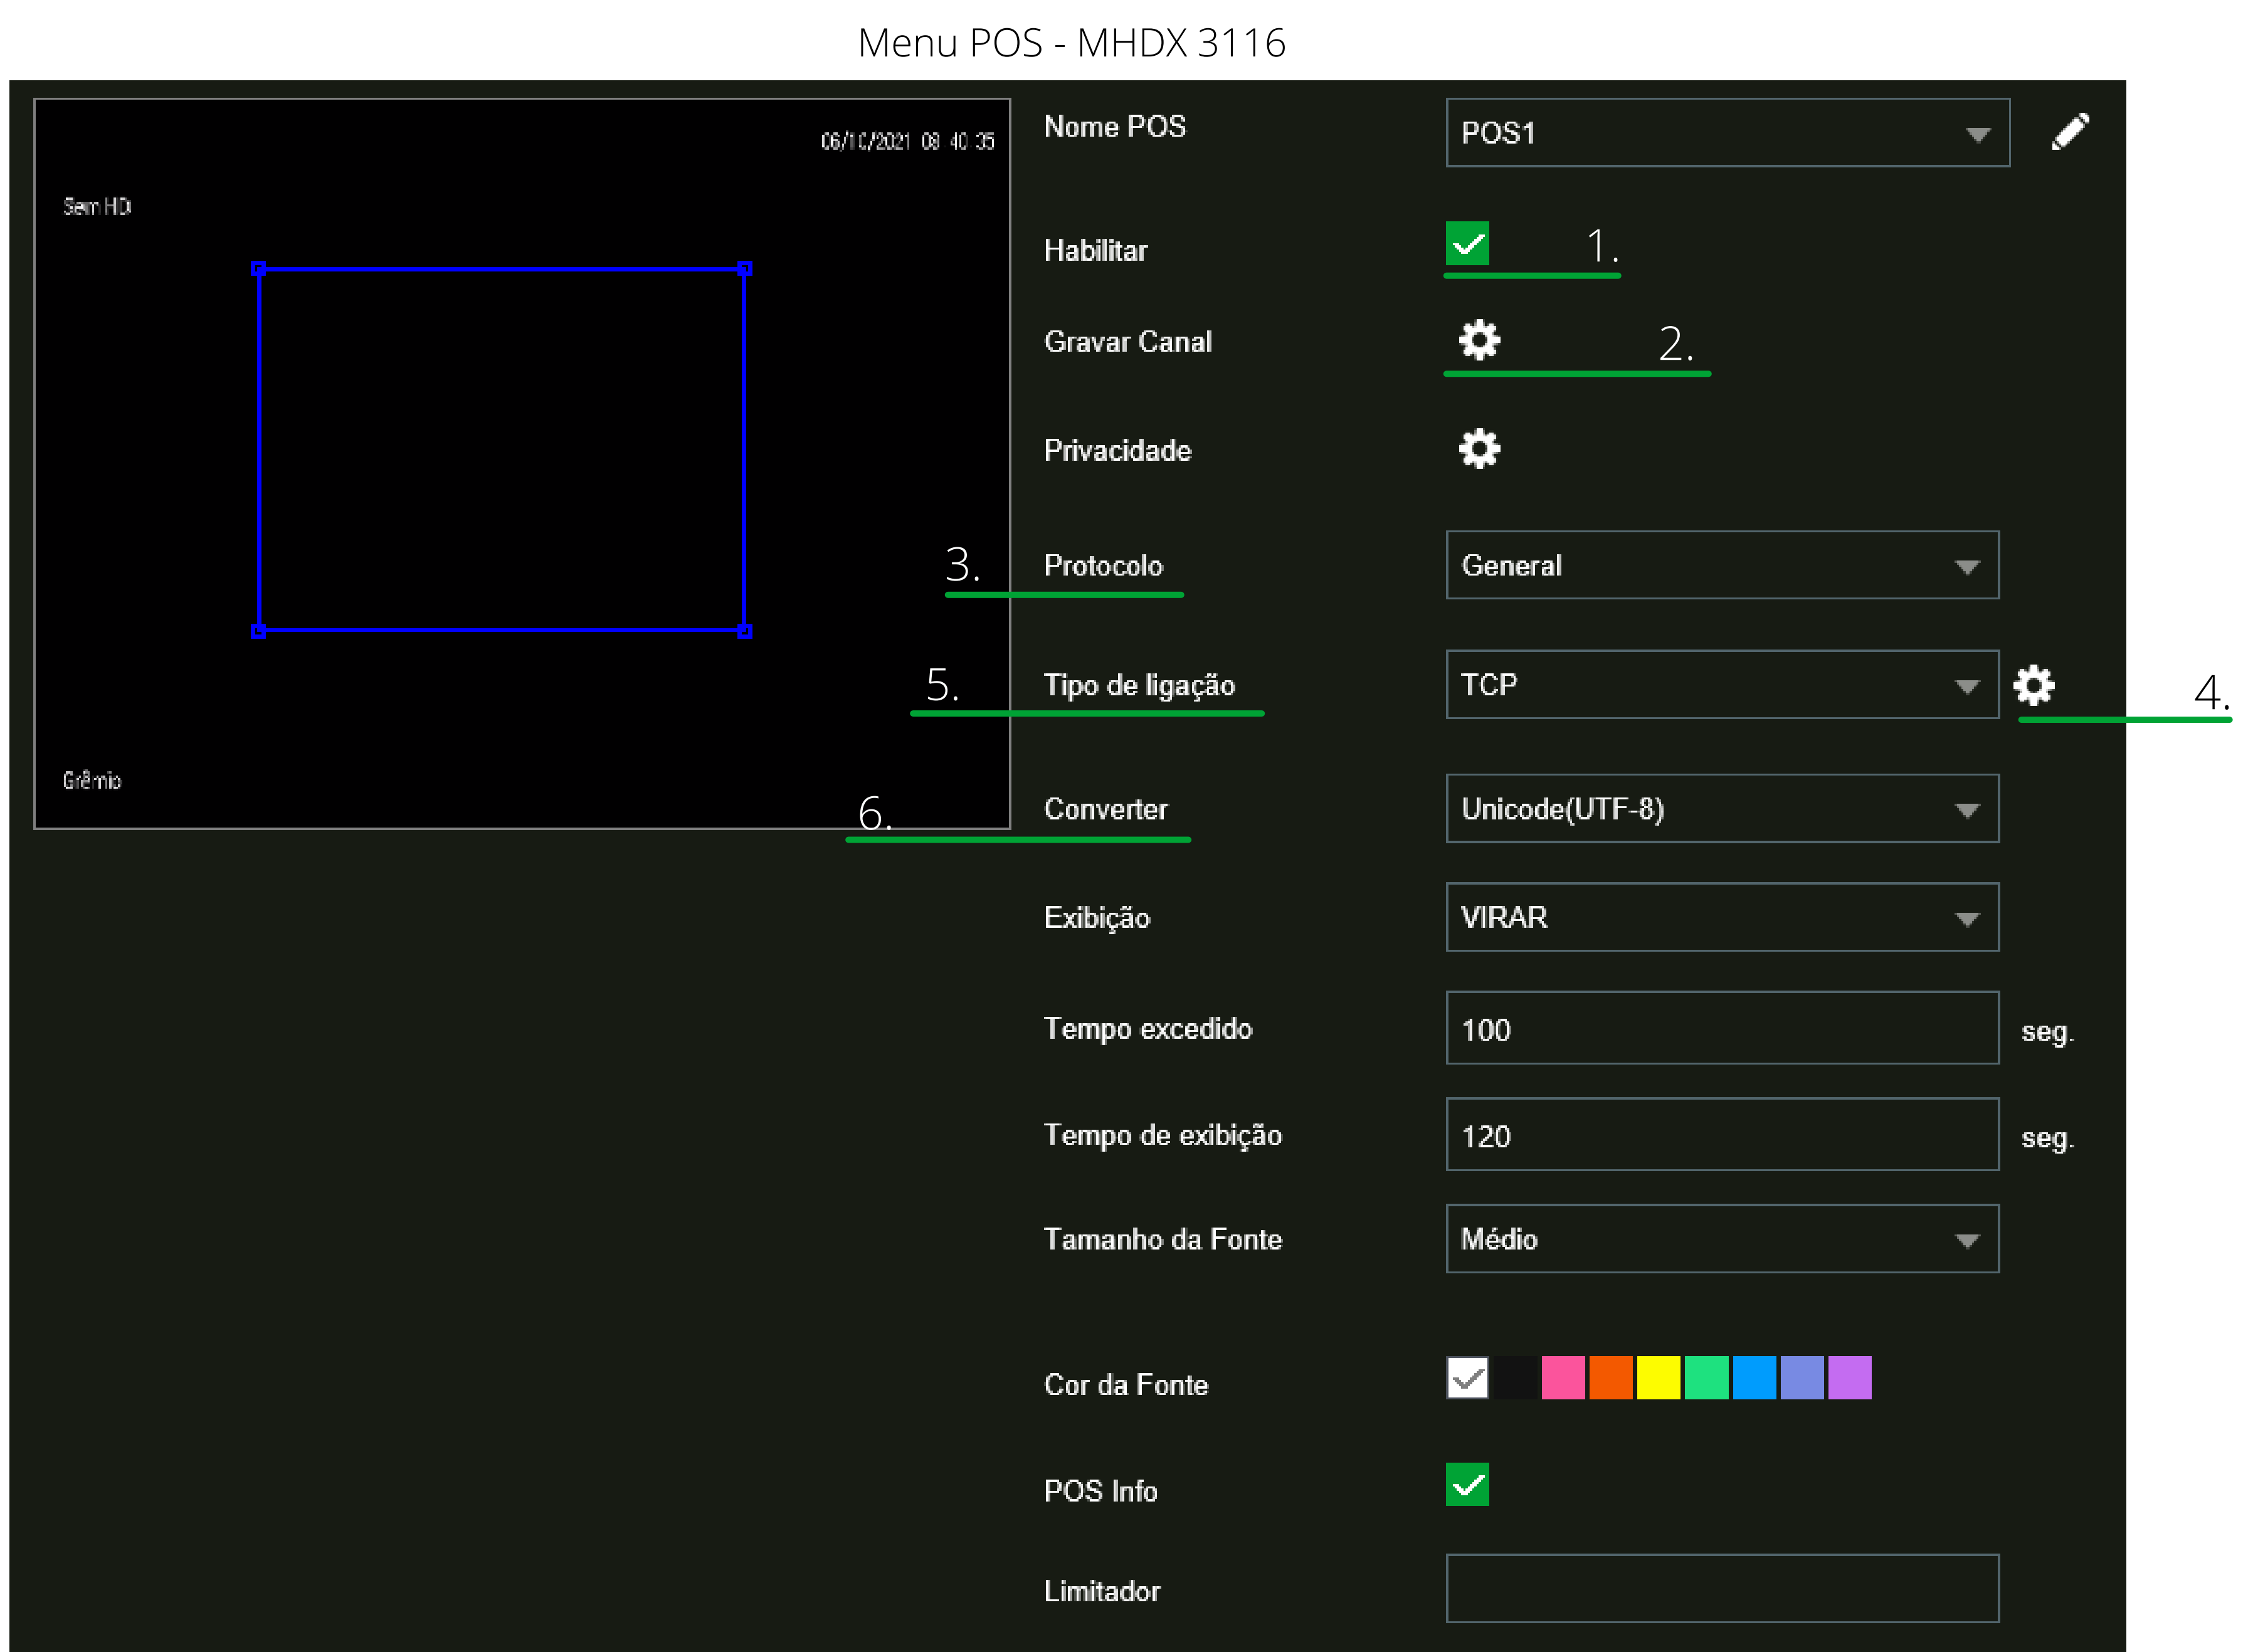 Menu POS - MHDX 3116
06/10/2021 08 40 35
Sem HD
Grêmio
Nome POS POS1
Habilitar 1.
Gravar Canal 2.
Privacidade
3. Protocolo General
5. Tipo de ligação TCP 4.
6. Converter Unicode(UTF-8)
Exibição VIRAR
Tempo excedido 100 seg.
Tempo de exibição 120 seg.
Tamanho da Fonte Médio
Cor da Fonte
POS Info
Limitador